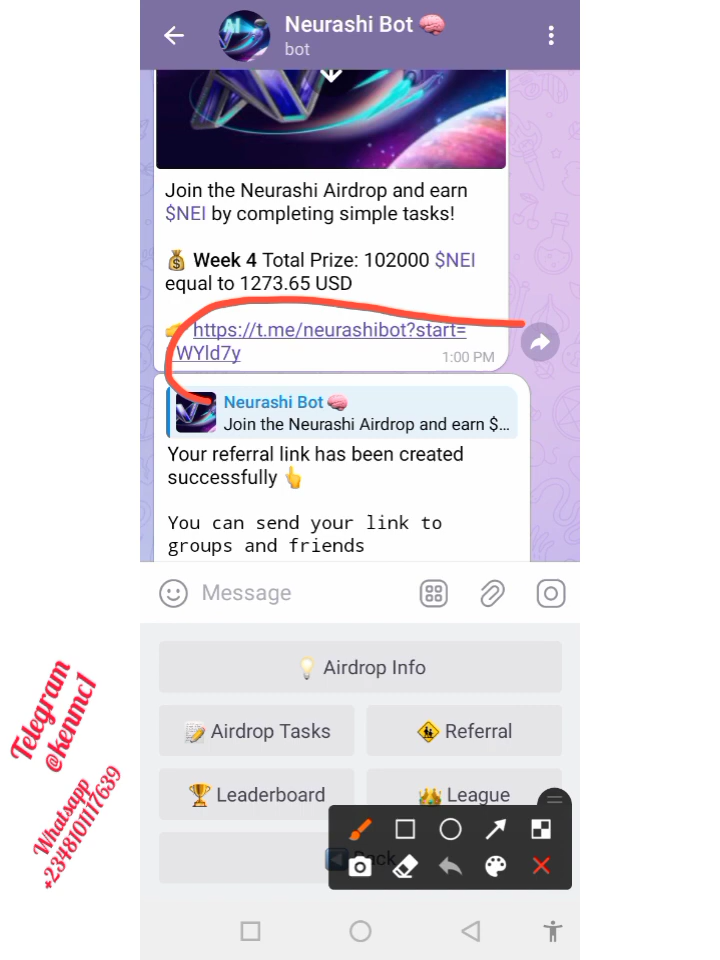 AI
Neurashi Bot 🧠
bot
Join the Neurashi Airdrop and earn
$NEI by completing simple tasks!
💰 Week 4 Total Prize: 102000 $NEI
equal to 1273.65 USD
👉 https://t.me/neurashibot?start=
WYld7y
1:00 PM
Neurashi Bot 🧠
Join the Neurashi Airdrop and earn $...
Your referral link has been created
successfully 👆
You can send your link to
groups and friends
Message
💡 Airdrop Info
📝 Airdrop Tasks
🚸 Referral
🏆 Leaderboard
👑 League
Back
Telegram
@kenmc1
Whatsapp
+2348101117639